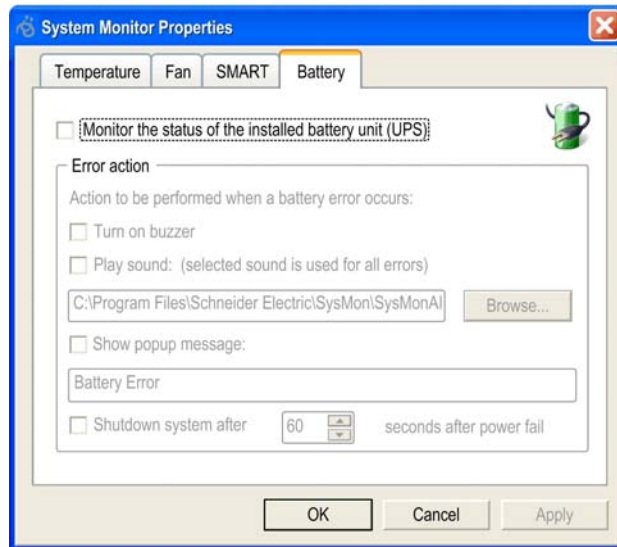 System Monitor Properties
Temperature Fan SMART Battery
Monitor the status of the installed battery unit (UPS)
Error action
Action to be performed when a battery error occurs:
Turn on buzzer
Play sound: (selected sound is used for all errors)
C:\Program Files\Schneider Electric\SysMon\SysMonAl Browse...
Show popup message:
Battery Error
Shutdown system after 60 seconds after power fail
OK Cancel Apply